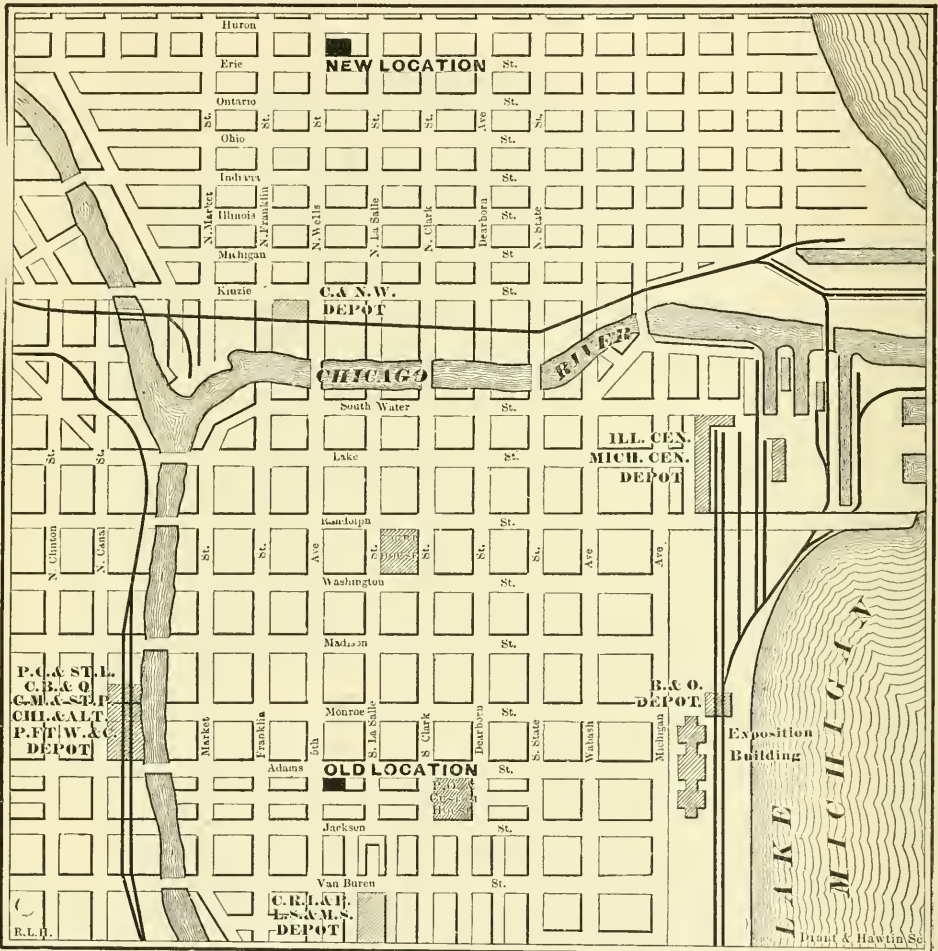 Huron
NEW LOCATION
Erie St.
Ontario St.
St. St. St St. St. Ave St.
Ohio St.
Indiana St.
N. Market
N. Franklin
N. Wells
N. La Salle
N. Clark
Dearborn
N. State
Illinois St.
Michigan St
Kinzie St.
C. & N. W.
DEPOT
CHICAGO RIVER
South Water St.
ILL. CEN.
MICH. CEN.
DEPOT
Lake St.
St. St.
Randolph St.
N. Clinton
N. Canal
St. St. Ave St. St. St. St. Ave Ave.
Washington St.
Madison St.
P. C. & ST. L.
C. B. & Q
C. M. & ST. P
CHI. & ALT.
P. FT. W. & C.
DEPOT
B. & O.
DEPOT.
Monroe St.
Market
Franklin
5th
S. La Salle
S. Clark
Dearborn
S. State
Wabash
Michigan
Exposition
Building
Adams St.
OLD LOCATION
Custom
House
Jackson St.
Van Buren St.
C. R. I. & P.
L. S. & M. S.
DEPOT
LAKE MICHIGAN
R. L. H.
& Hawtin Sc